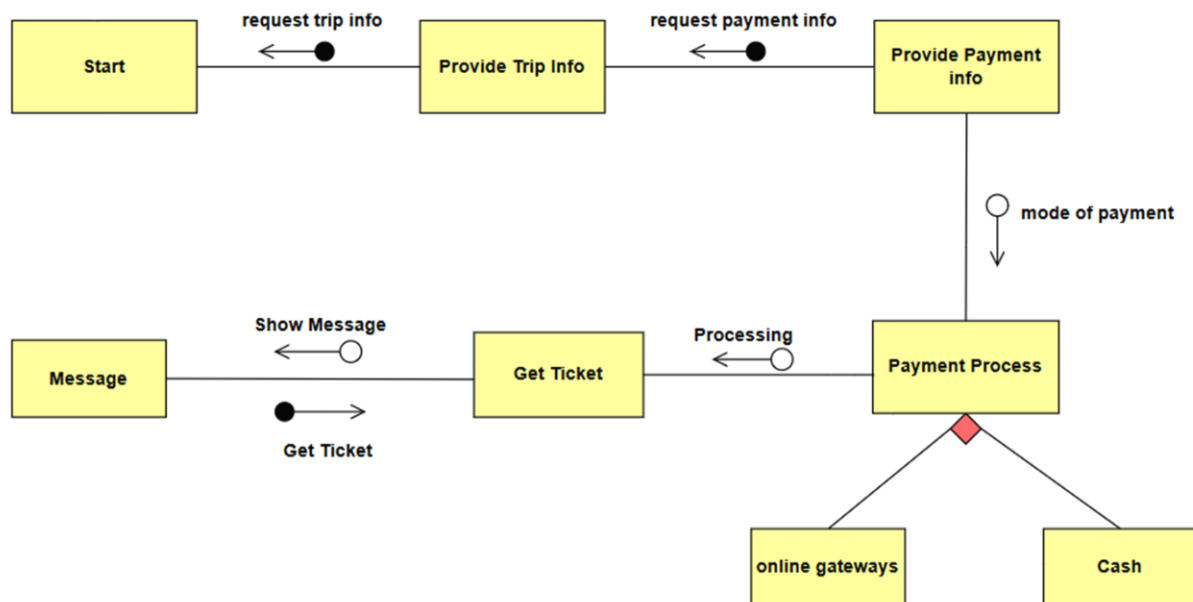 request trip info
request payment info
Start
Provide Trip Info
Provide Payment
info
mode of payment
Show Message
Processing
Message
Get Ticket
Payment Process
Get Ticket
online gateways
Cash